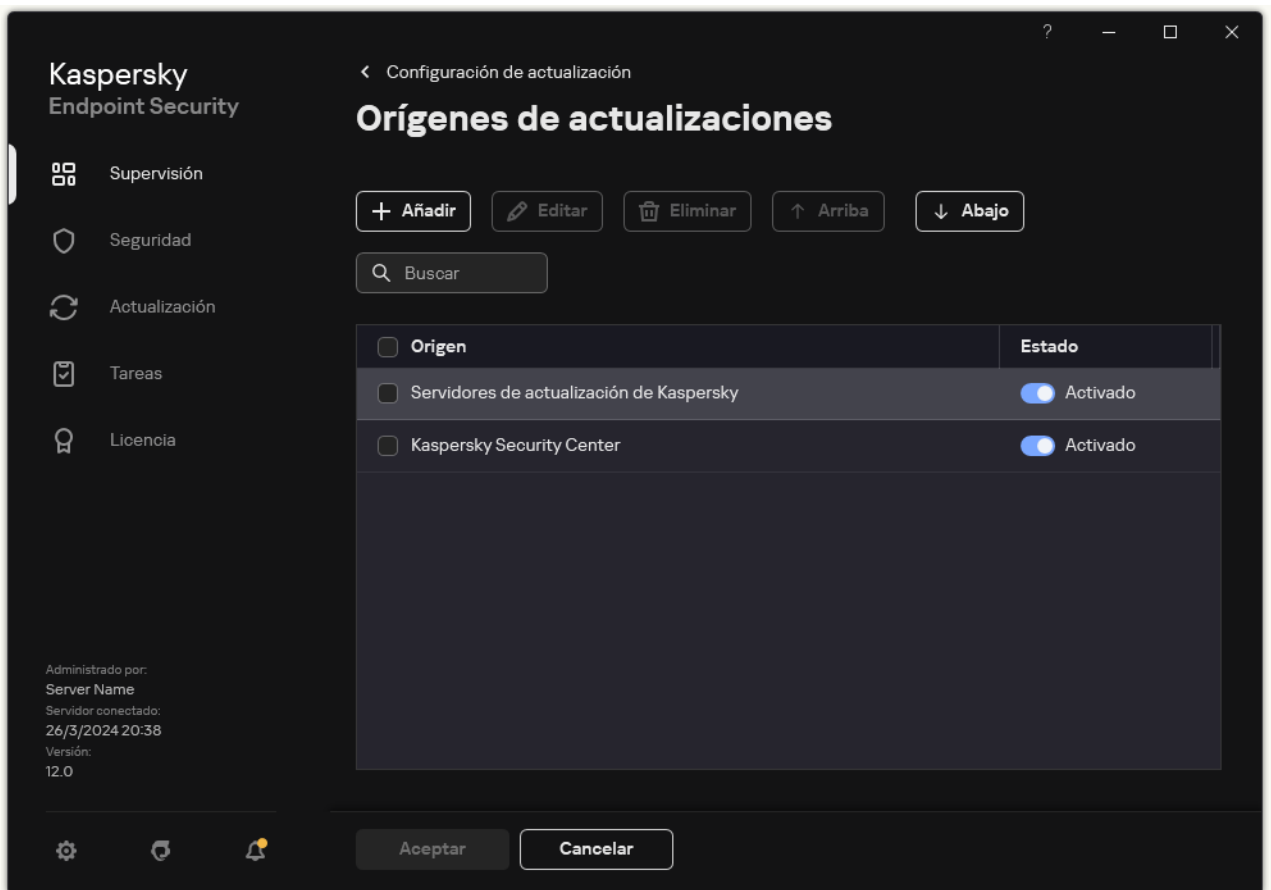 ?
Kaspersky
Endpoint Security
Supervisión
Seguridad
Actualización
Tareas
Licencia
Administrado por:
Server Name
Servidor conectado:
26/3/2024 20:38
Versión:
12.0
Configuración de actualización
Orígenes de actualizaciones
Añadir Editar Eliminar Arriba Abajo
Buscar
Origen Estado
Servidores de actualización de Kaspersky Activado
Kaspersky Security Center Activado
Aceptar Cancelar